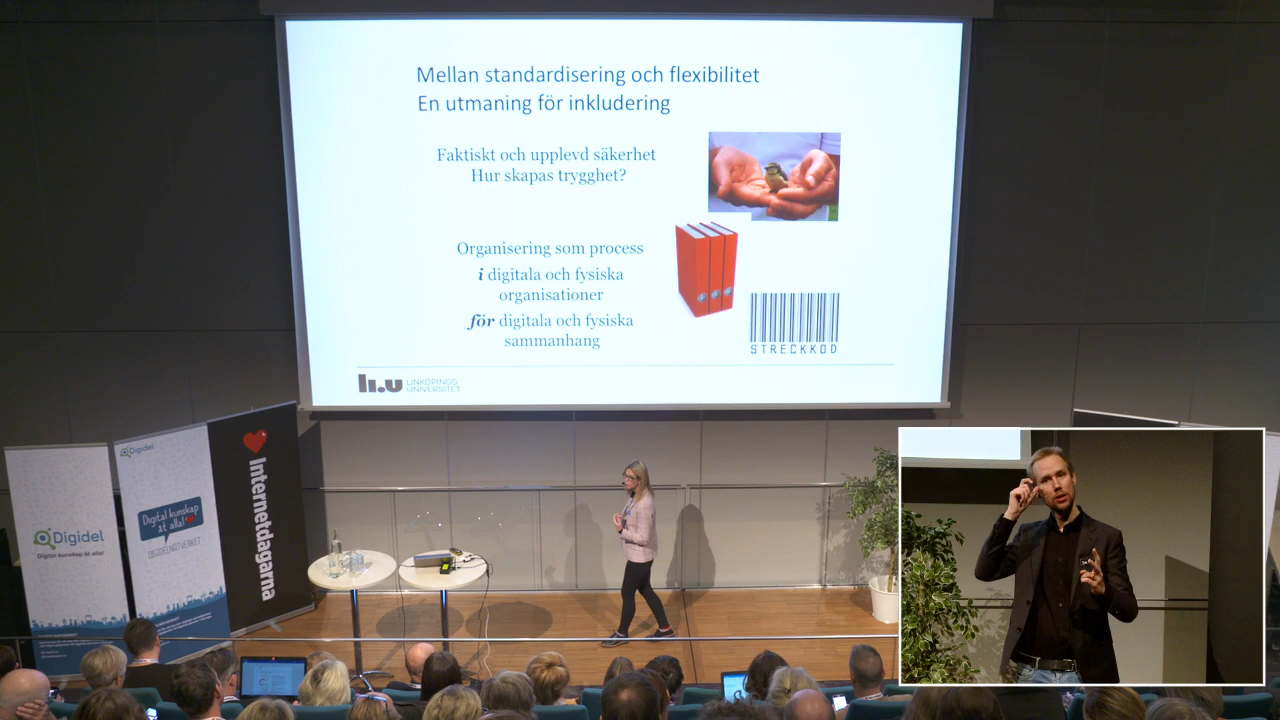 Mellan standardisering och flexibilitet
En utmaning för inkludering
Faktiskt och upplevd säkerhet
Hur skapas trygghet?
Organisering som process
i digitala och fysiska
organisationer
för digitala och fysiska
sammanhang
STRECKKOD
LINKÖPINGS
UNIVERSITET
Digidel
Digital kunskap åt alla!
Digidel
Digital kunskap
åt alla!
DIGIDELNÄTVERKET
Internetdagarna